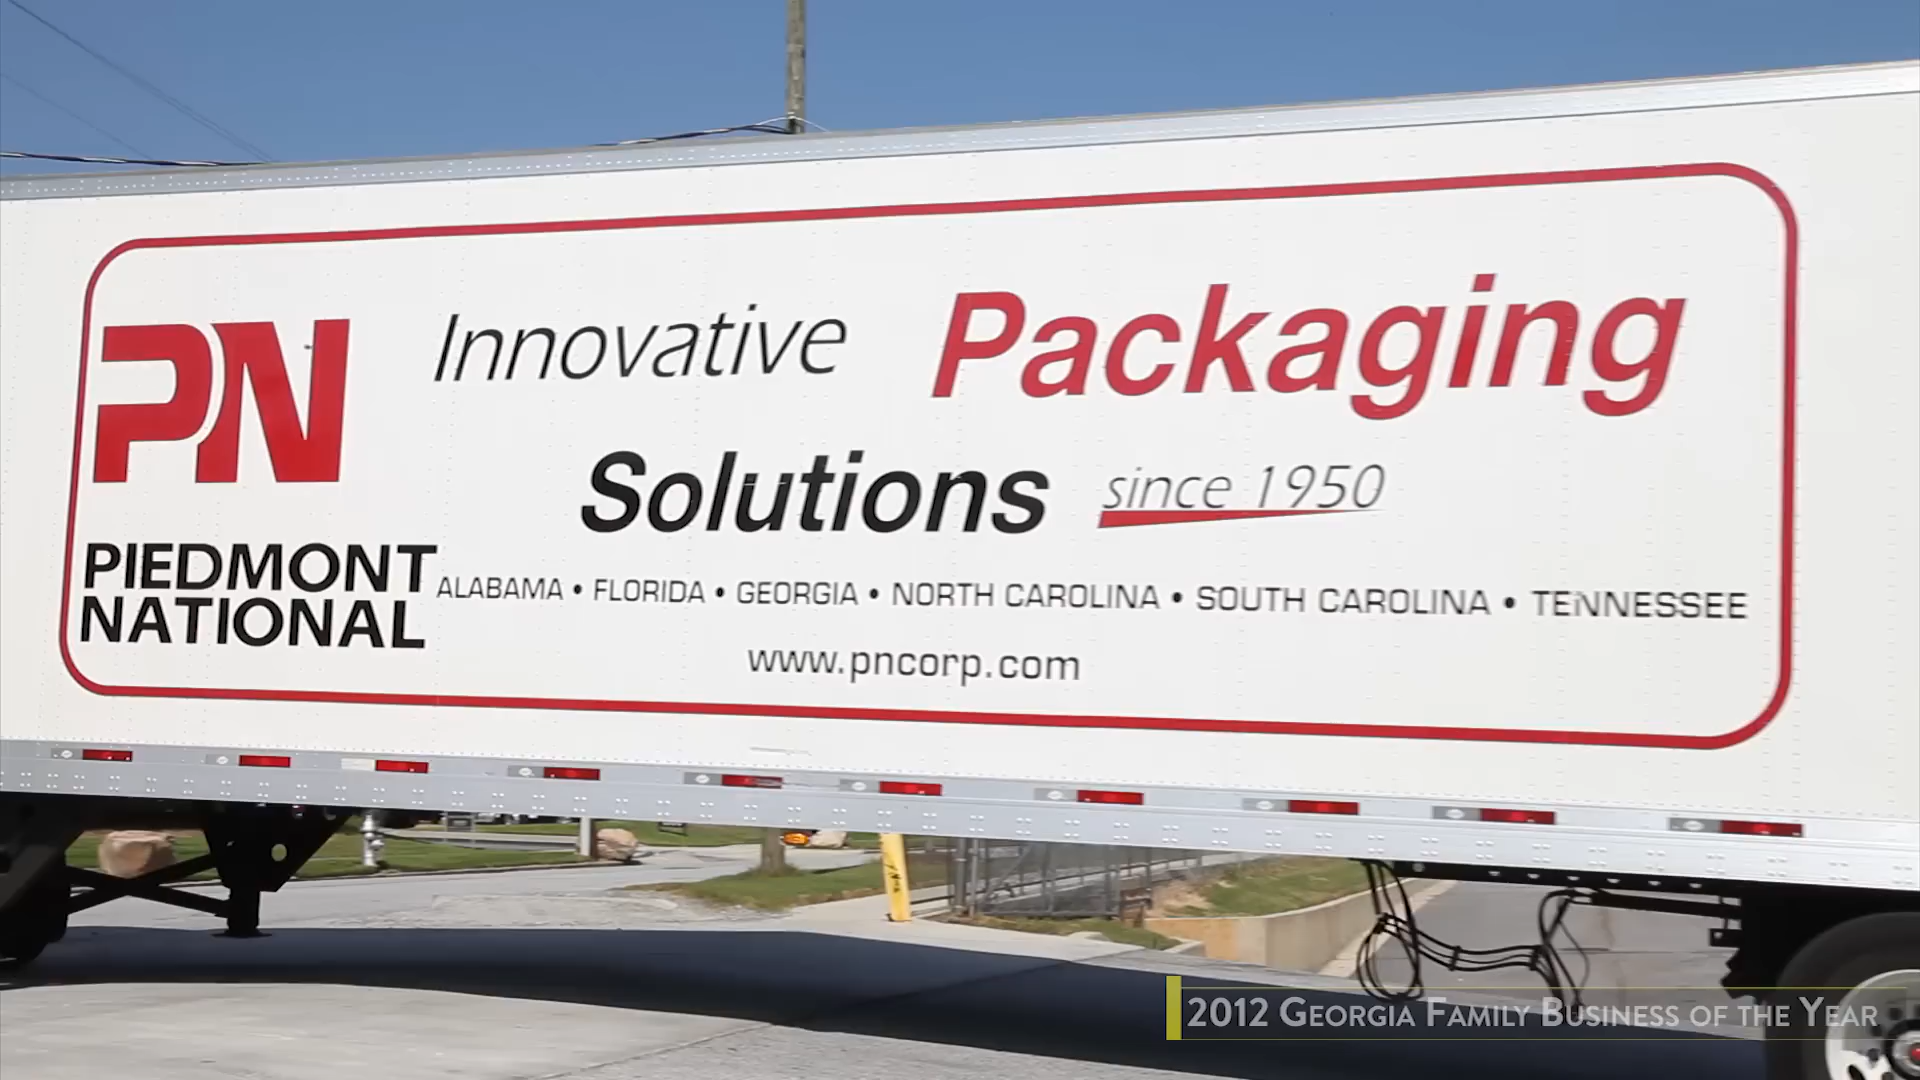 PN
PIEDMONT
NATIONAL
Innovative Packaging
Solutions since 1950
ALABAMA • FLORIDA • GEORGIA • NORTH CAROLINA • SOUTH CAROLINA • TENNESSEE
www.pncorp.com
2012 GEORGIA FAMILY BUSINESS OF THE YEAR